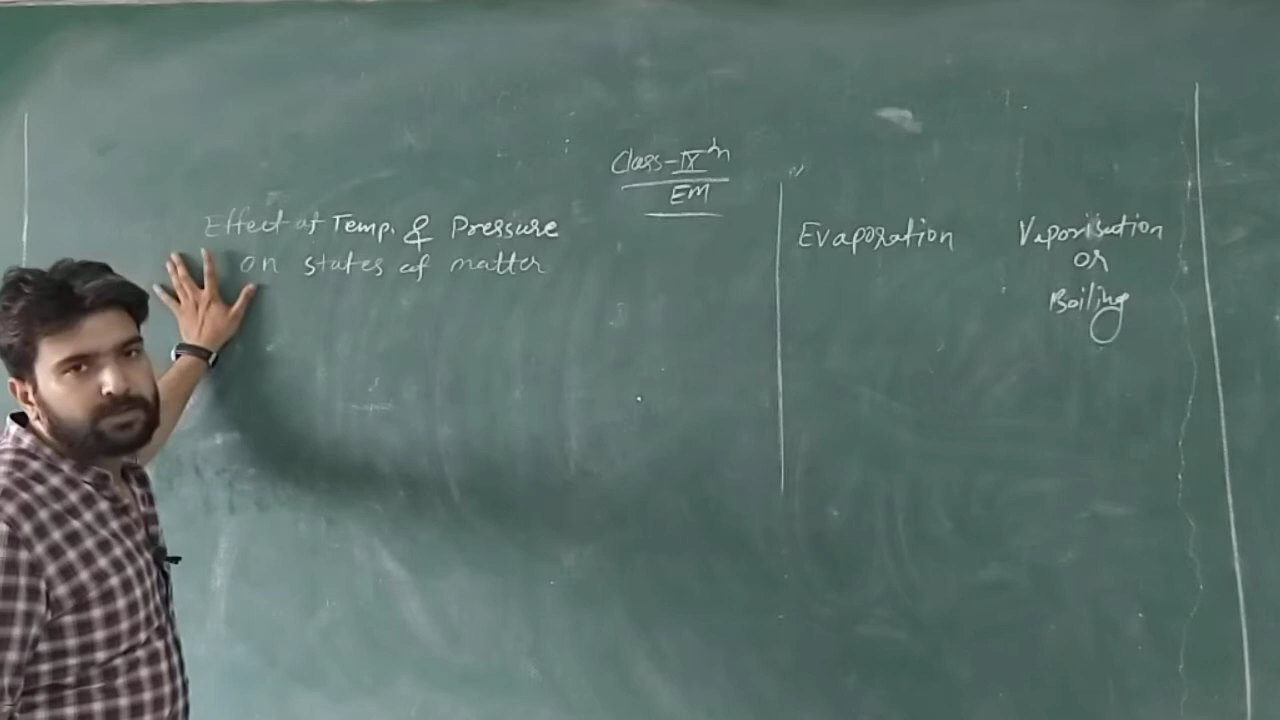 Class-IXth
EM
Effect of Temp. & Pressure
on states of matter
Evaporation
Vaporisation
or
Boiling